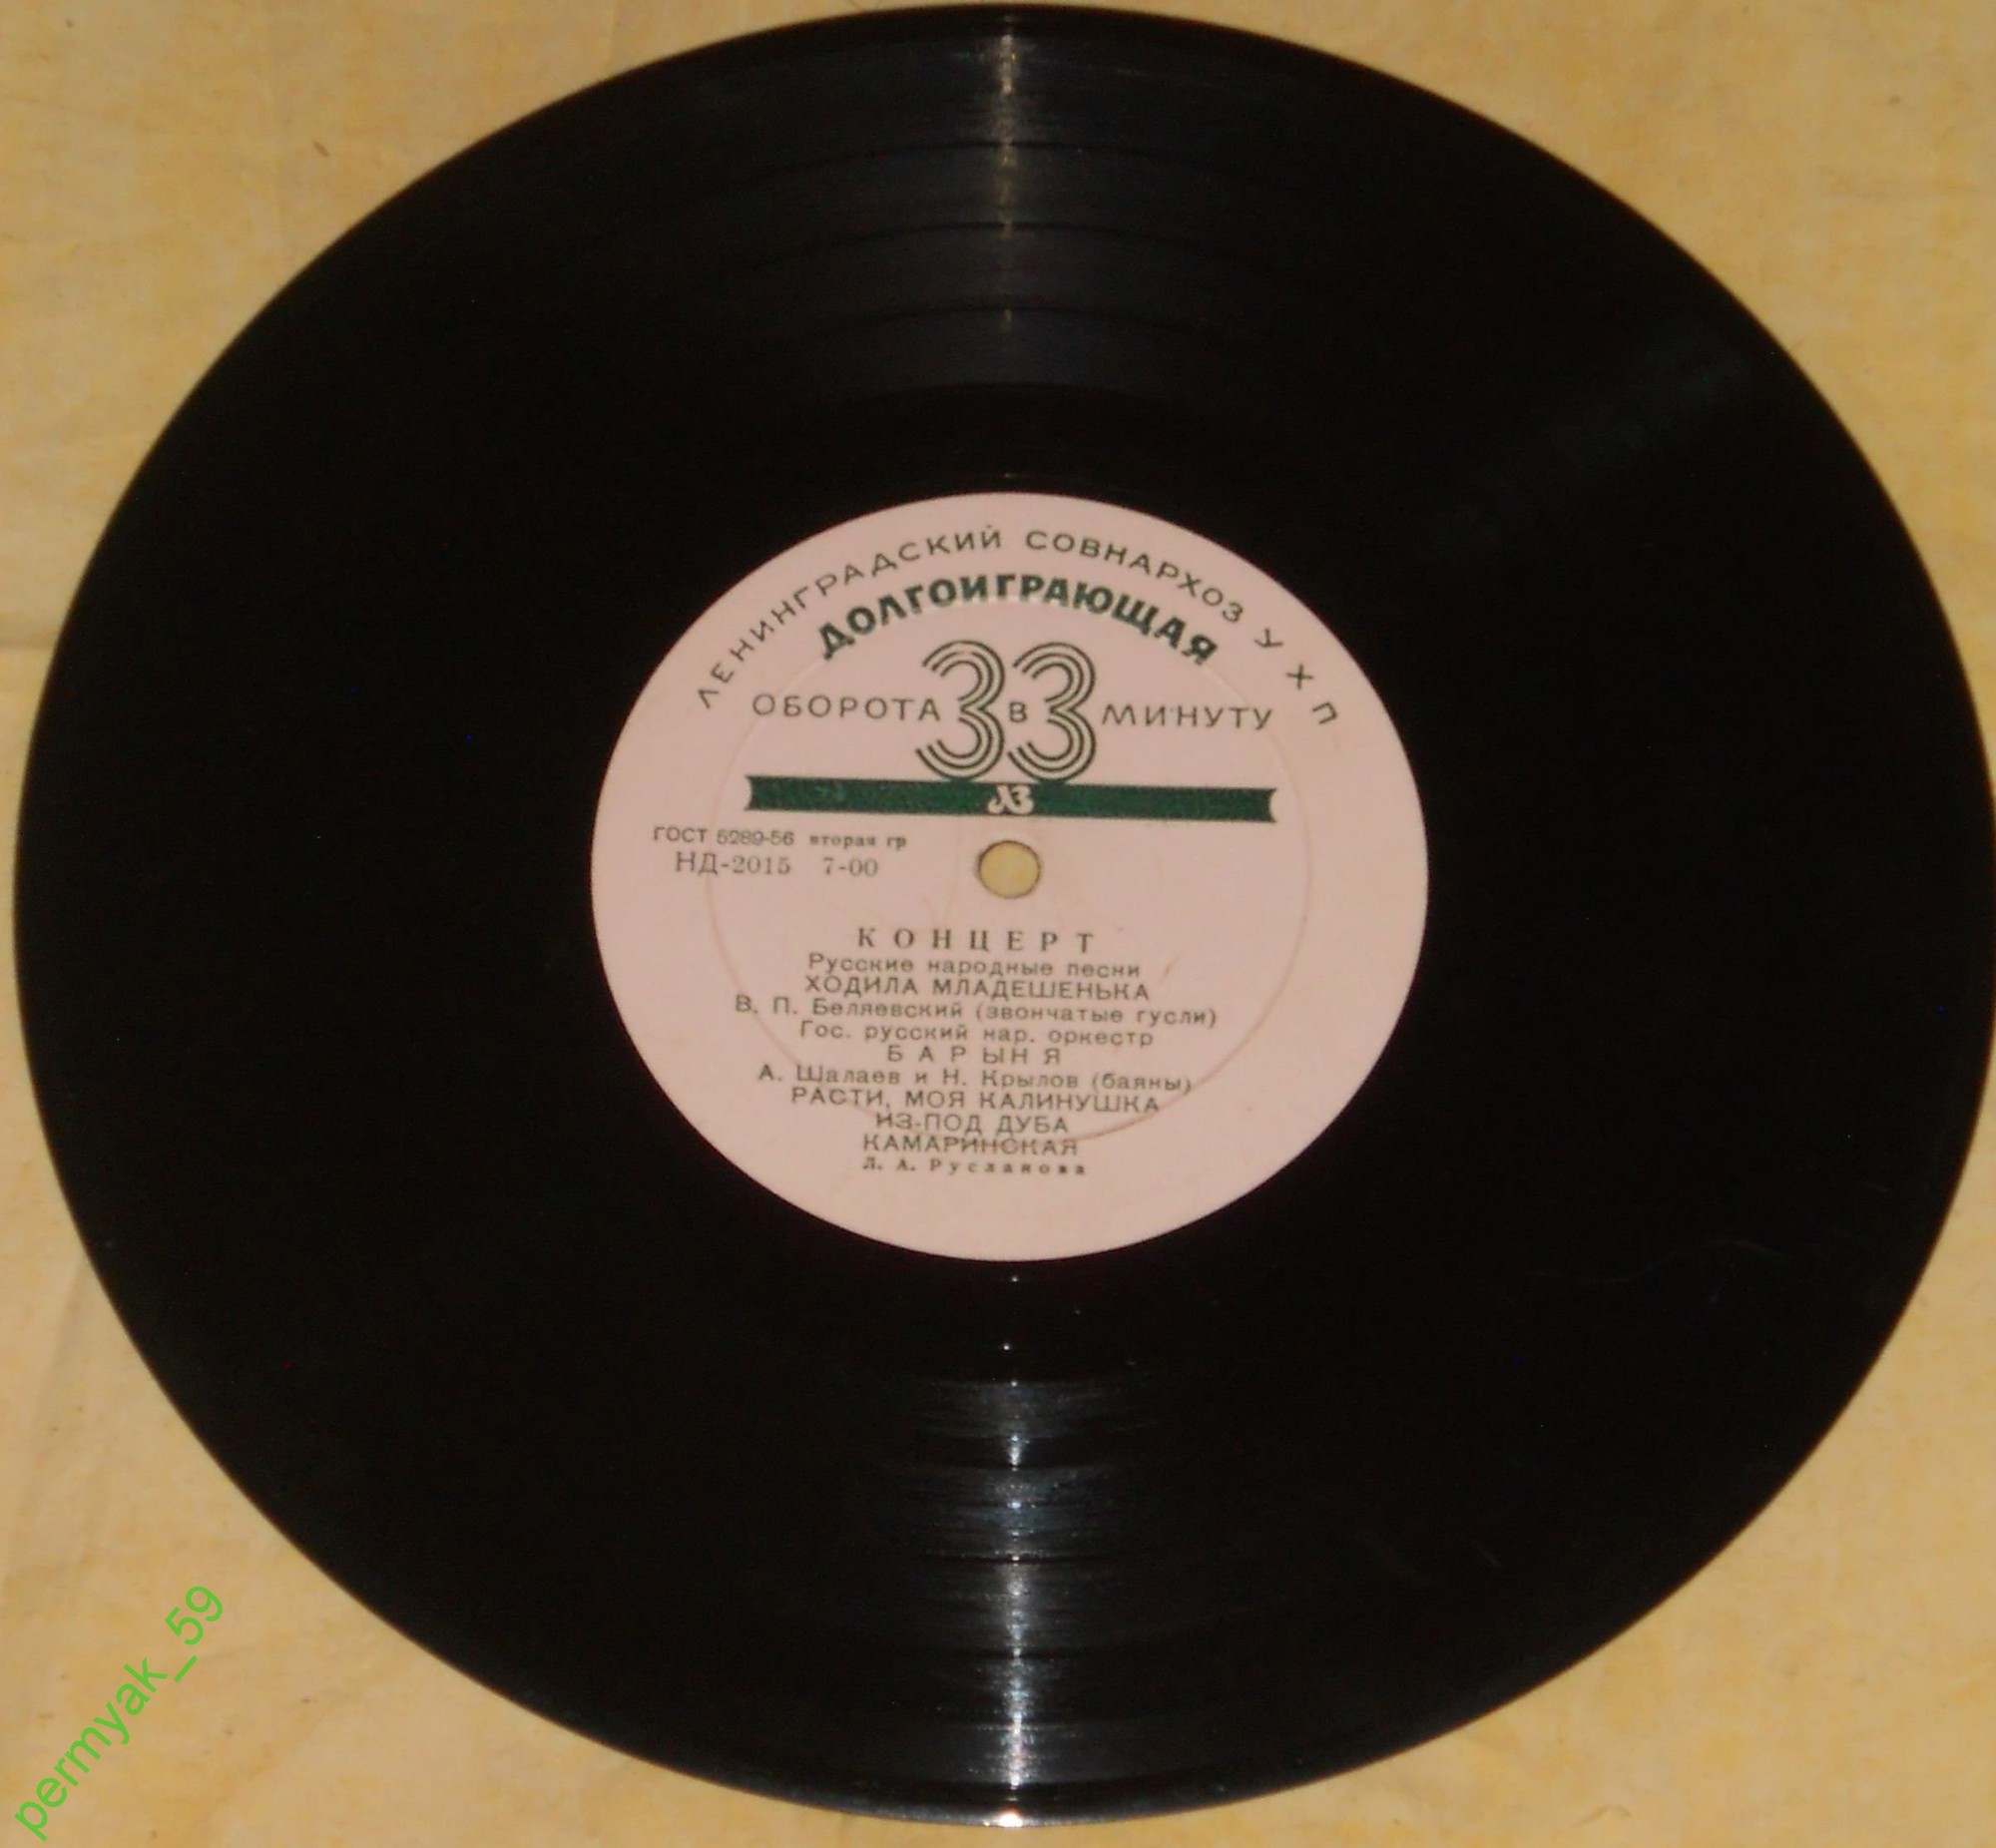 ЛЕНИНГРАДСКИЙ СОВНАРХОЗ УХП
ДОЛГОИГРАЮЩАЯ
ОБОРОТА 33 В МИНУТУ
ЛЗ
ГОСТ 5289-56 вторая гр
НД-2015 7-00
КОНЦЕРТ
Русские народные песни
ХОДИЛА МЛАДЕШЕНЬКА
В. П. Беляевский (звончатые гусли)
Гос. русский нар. оркестр
БАРЫНЯ
А. Шалаев и Н. Крылов (баяны)
РАСТИ, МОЯ КАЛИНУШКА
ИЗ-ПОД ДУБА
КАМАРИНСКАЯ
Л. А. Русланова
permyak_59